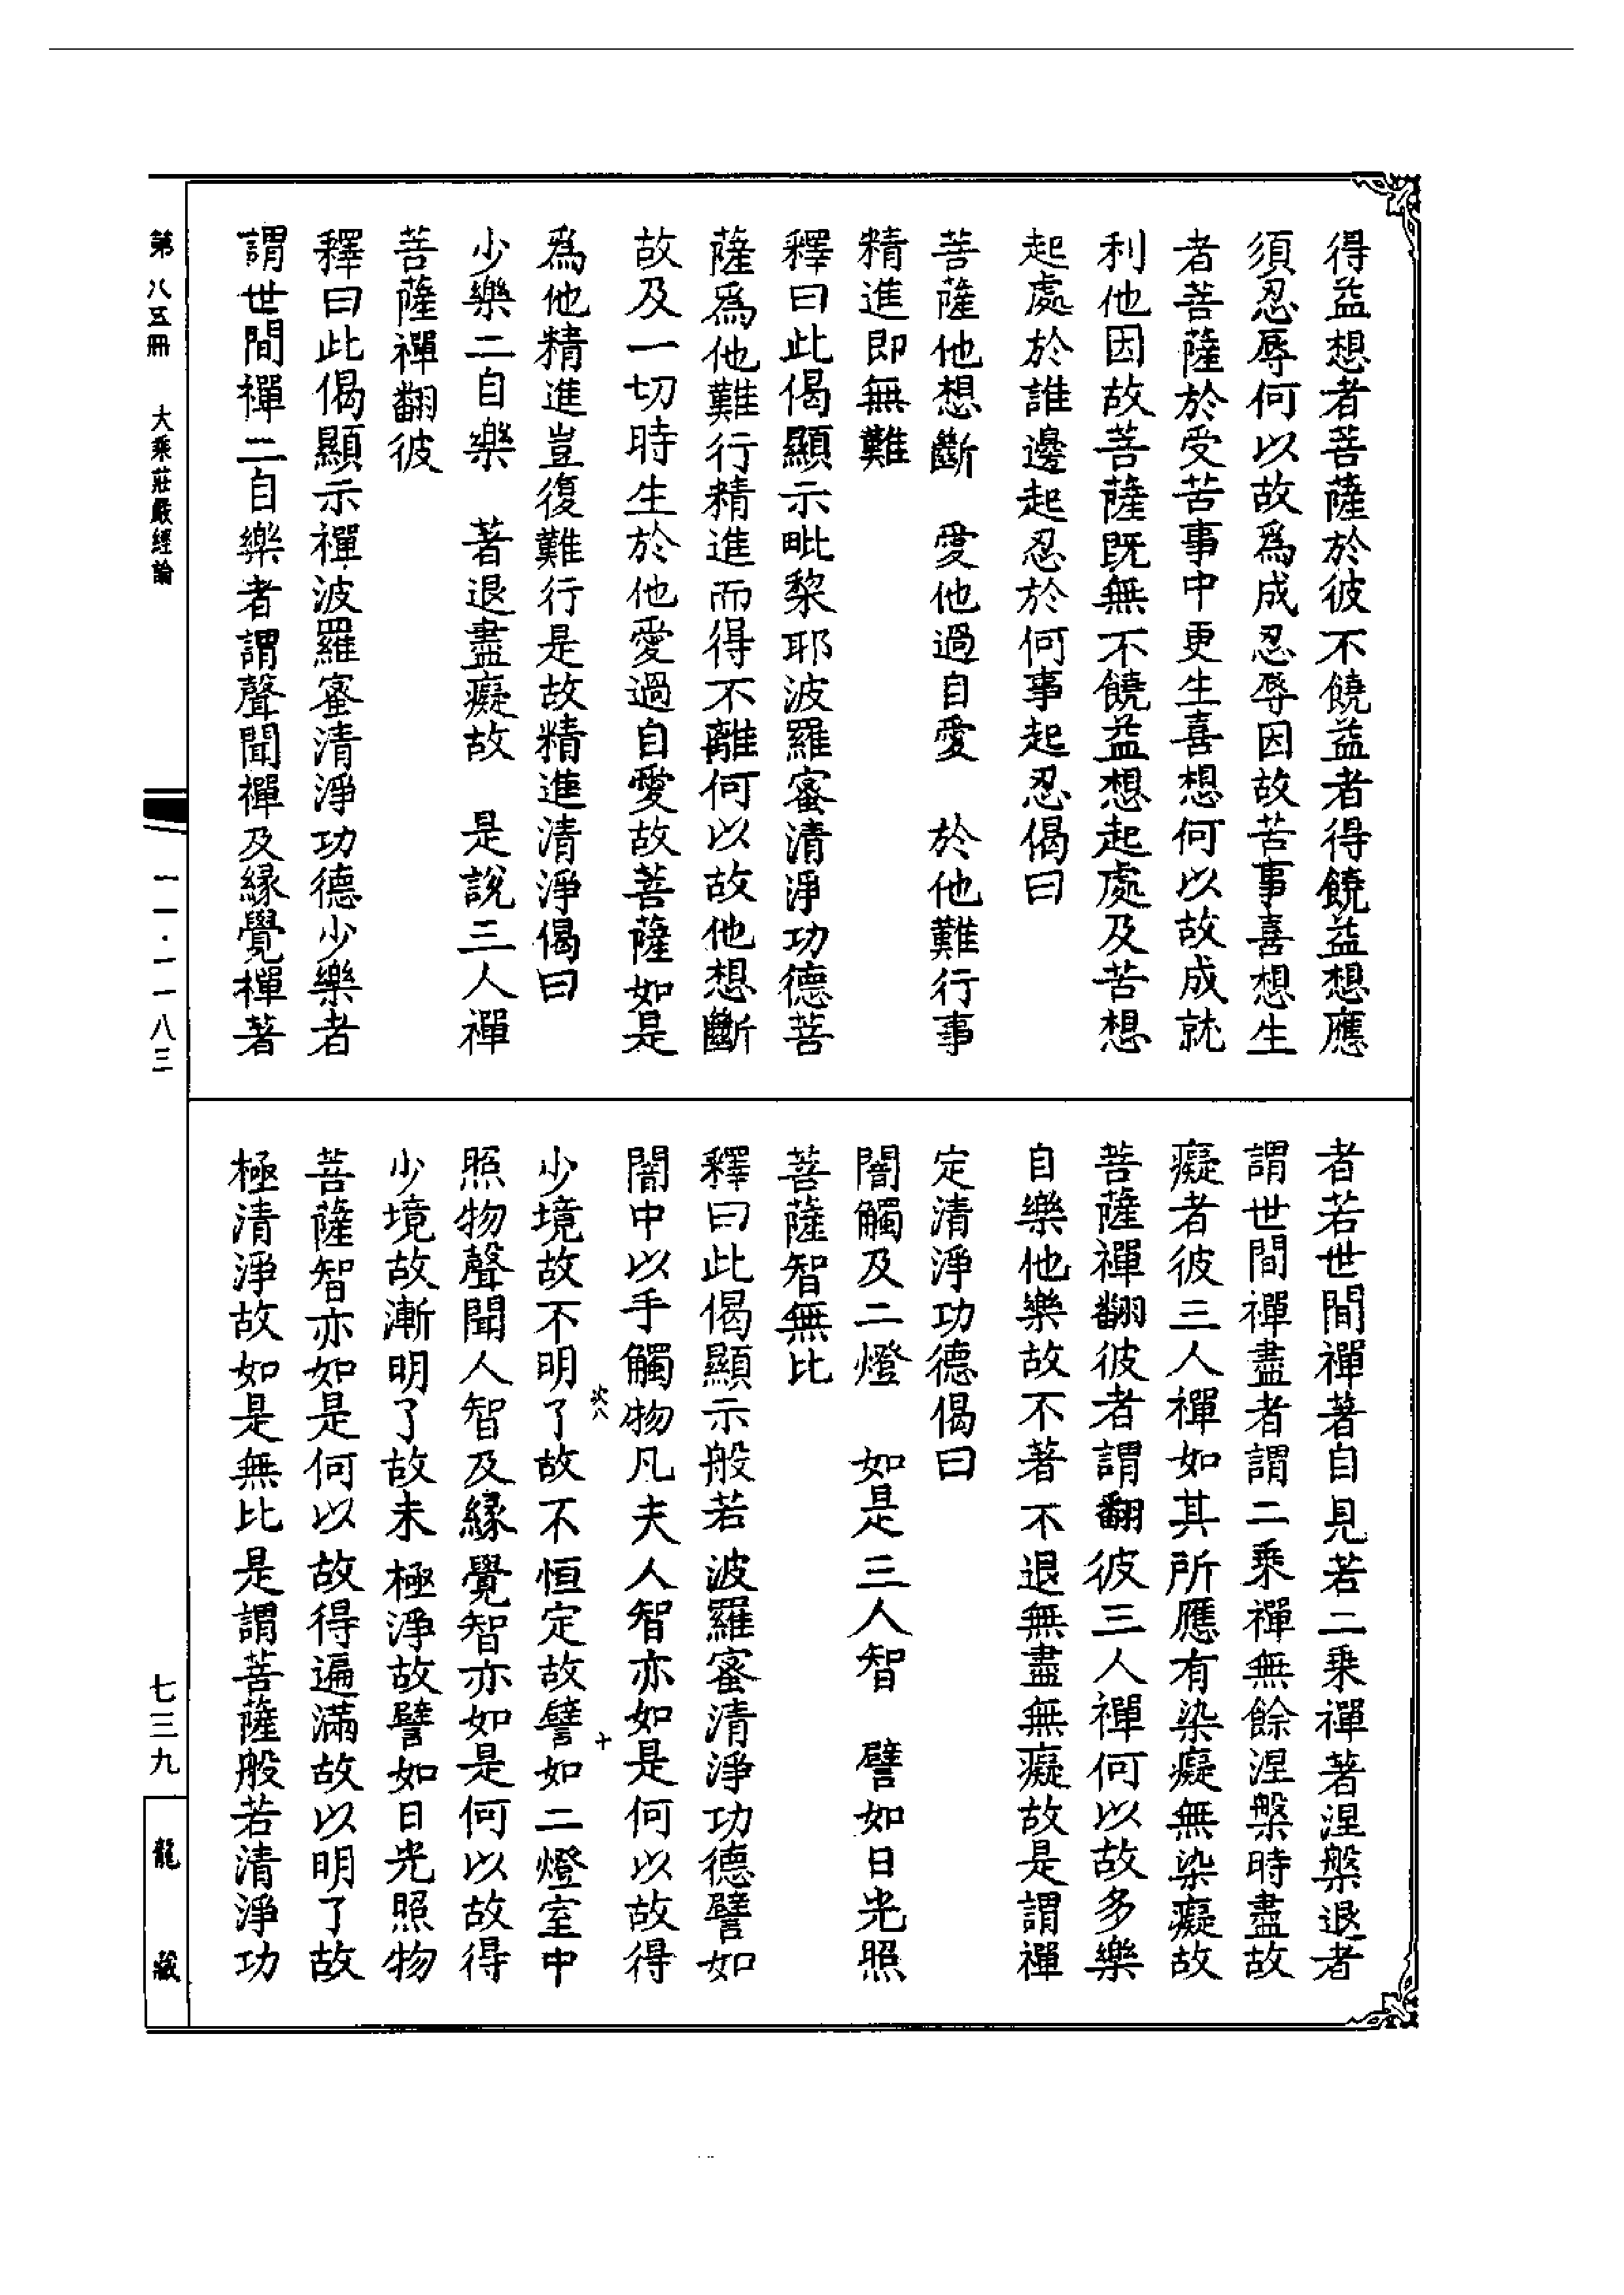 得益想者菩薩於彼不饒益者得饒益想應
須忍辱何以故爲成忍辱因故苦事喜想生
者菩薩於受苦事中更生喜想何以故成就
利他因故菩薩既無不饒益想起處及苦想
起處於誰邊起忍於何事起忍偈曰
菩薩他想斷　愛他過自愛　於他難行事
精進即無難
釋曰此偈顯示毗黎耶波羅蜜清淨功德菩
薩爲他難行精進而得不離何以故他想斷
故及一切時生於他愛過自愛故菩薩如是
爲他精進豈復難行是故精進清淨偈曰
少樂二自樂　著退盡癡故　是說三人禪
菩薩禪翻彼
釋曰此偈顯示禪波羅蜜清淨功德少樂者
謂世間禪二自樂者謂聲聞禪及緣覺禪著
者若世間禪著自見若二乘禪著涅槃退者
謂世間禪盡者謂二乘禪無餘涅槃時盡故
癡者彼三人禪如其所應有染癡無染癡故
菩薩禪翻彼者謂翻彼三人禪何以故多樂
自樂他樂故不著不退無盡無癡故是謂禪
定清淨功德偈曰
闇觸及二燈　如是三人智　譬如日光照
菩薩智無比
釋曰此偈顯示般若波羅蜜清淨功德譬如
闇中以手觸物凡夫人智亦如是何以故得
少境故不明了故不恒定故譬如二燈室中
照物聲聞人智及緣覺智亦如是何以故得
少境故漸明了故未極淨故譬如日光照物
菩薩智亦如是何以故得遍滿故以明了故
極清淨故如是無比是謂菩薩般若清淨功
次八
十
第八五冊　大乘莊嚴經論
一一·一一八三
七三九
龍藏